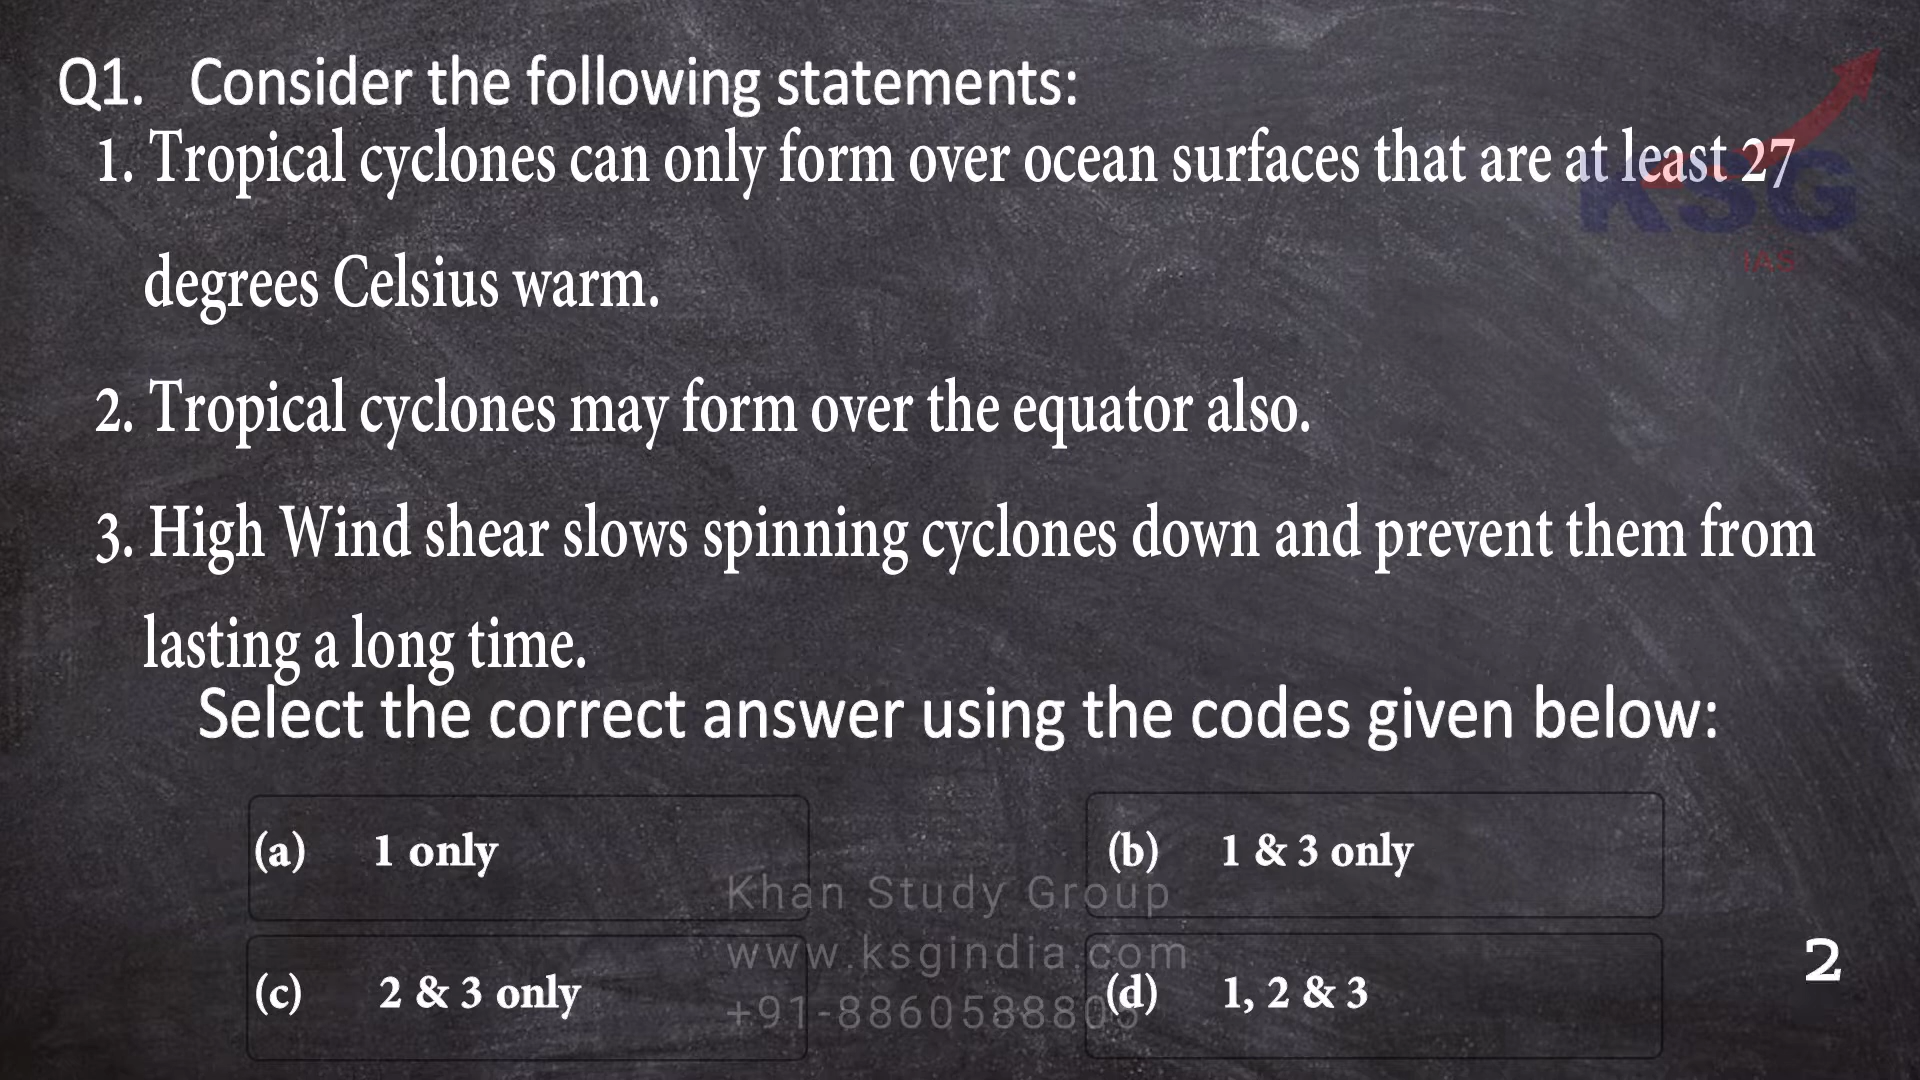 Q1. Consider the following statements:
1. Tropical cyclones can only form over ocean surfaces that are at least 27
degrees Celsius warm.
2. Tropical cyclones may form over the equator also.
3. High Wind shear slows spinning cyclones down and prevent them from
lasting a long time.
Select the correct answer using the codes given below:
(a) 1 only
(b) 1 & 3 only
(c) 2 & 3 only
(d) 1, 2 & 3
2
KSG
IAS
Khan Study Group
www.ksgindia.com